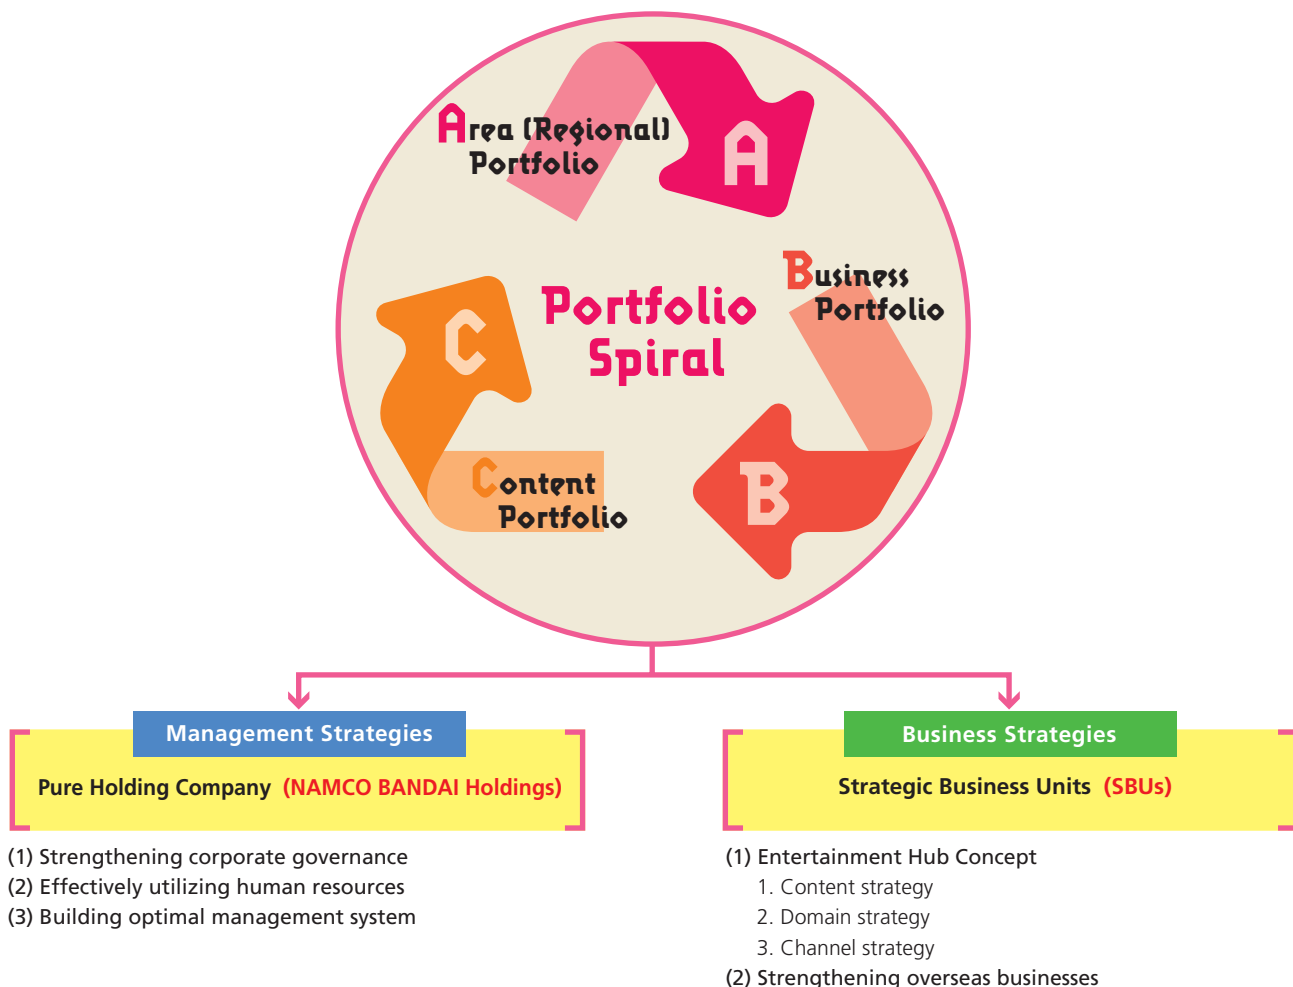 Area (Regional)
Portfolio
A
Business
Portfolio
Portfolio
Spiral
C
B
Content
Portfolio
Management Strategies
Pure Holding Company (NAMCO BANDAI Holdings)
(1) Strengthening corporate governance
(2) Effectively utilizing human resources
(3) Building optimal management system
Business Strategies
Strategic Business Units (SBUs)
(1) Entertainment Hub Concept
1. Content strategy
2. Domain strategy
3. Channel strategy
(2) Strengthening overseas businesses